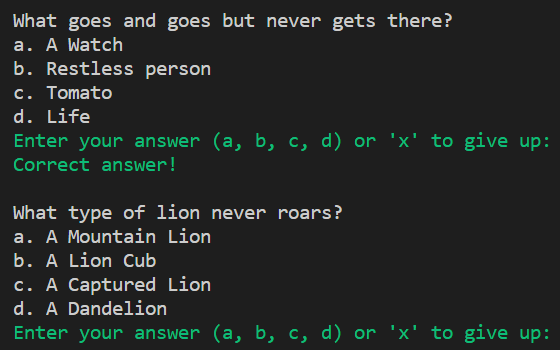 What goes and goes but never gets there?
a. A Watch
b. Restless person
c. Tomato
d. Life
Enter your answer (a, b, c, d) or 'x' to give up:
Correct answer!
What type of lion never roars?
a. A Mountain Lion
b. A Lion Cub
c. A Captured Lion
d. A Dandelion
Enter your answer (a, b, c, d) or 'x' to give up: